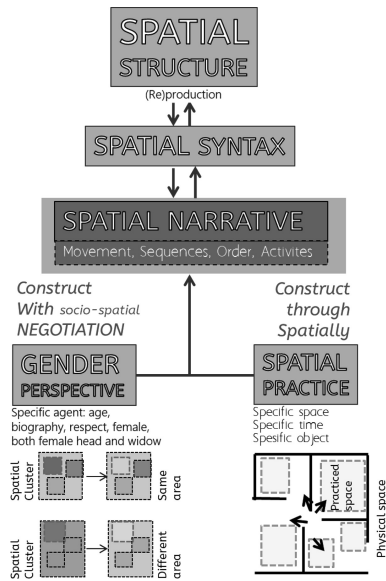 SPATIAL
STRUCTURE
(Re)production
SPATIAL SYNTAX
SPATIAL NARRATIVE
Movement, Sequences, Order, Activites
Construct
With socio-spatial
NEGOTIATION
Construct
through
Spatially
GENDER
PERSPECTIVE
SPATIAL
PRACTICE
Specific agent: age,
biography, respect, female,
both female head and widow
Specific space
Specific time
Spesific object
Spatial
Cluster
Same
area
Spatial
Cluster
Different
area
Practiced
space
Physical space